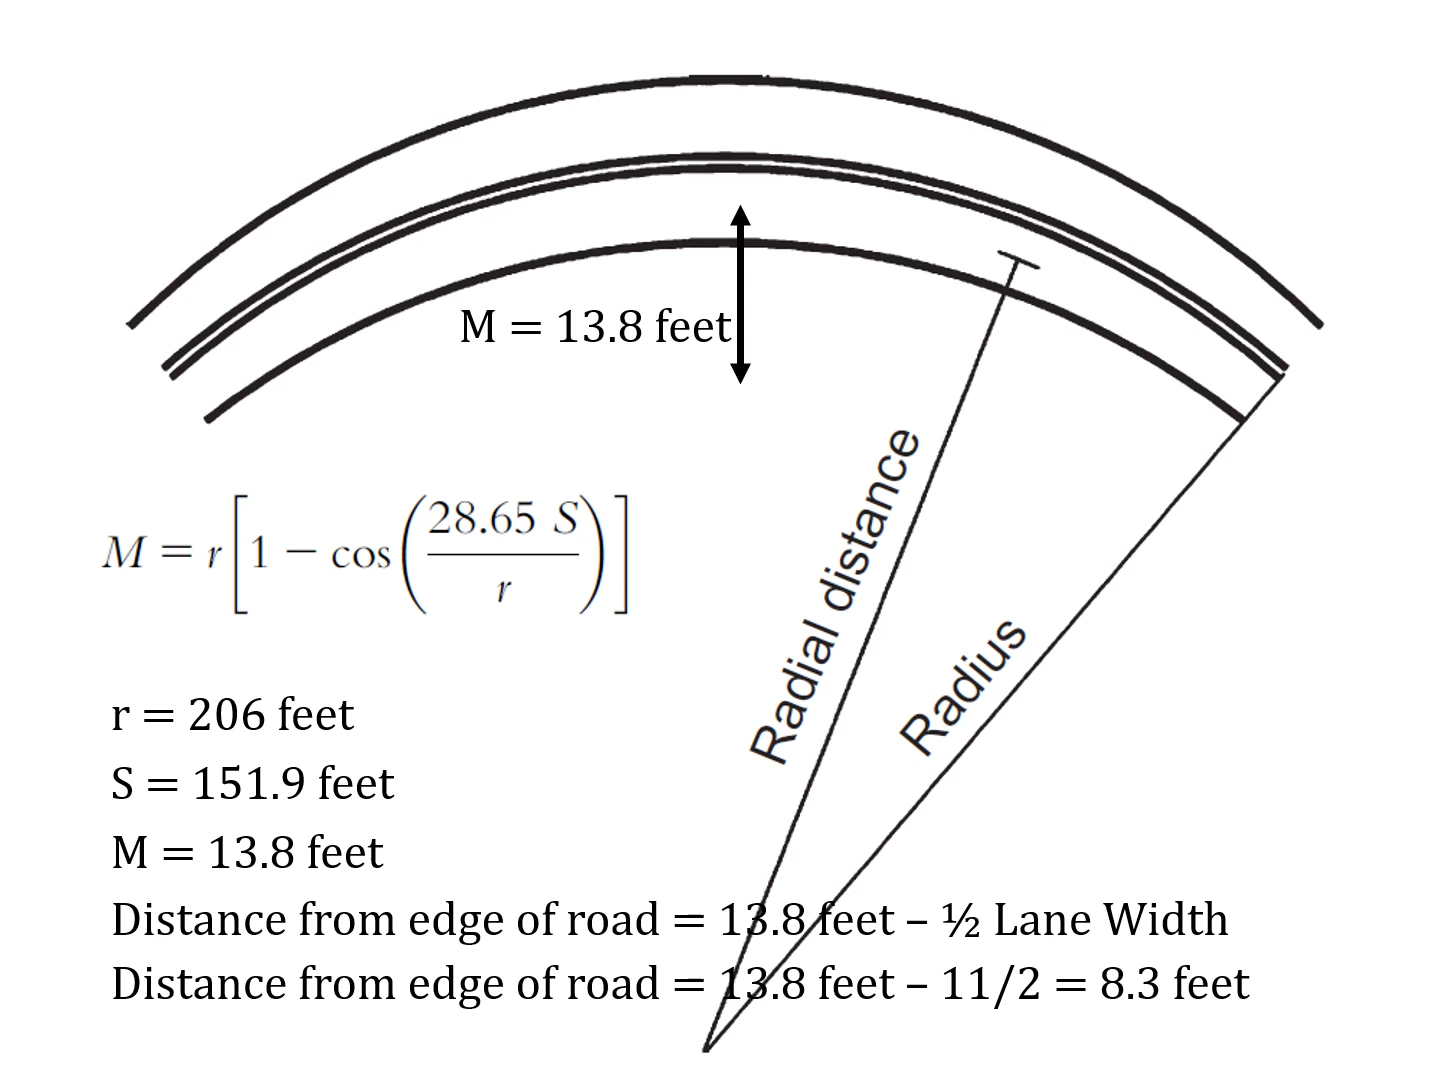 M = 13.8 feet
Radial distance
Radius
M = r[1 − cos(28.65 S / r)]
r = 206 feet
S = 151.9 feet
M = 13.8 feet
Distance from edge of road = 13.8 feet – ½ Lane Width
Distance from edge of road = 13.8 feet – 11/2 = 8.3 feet